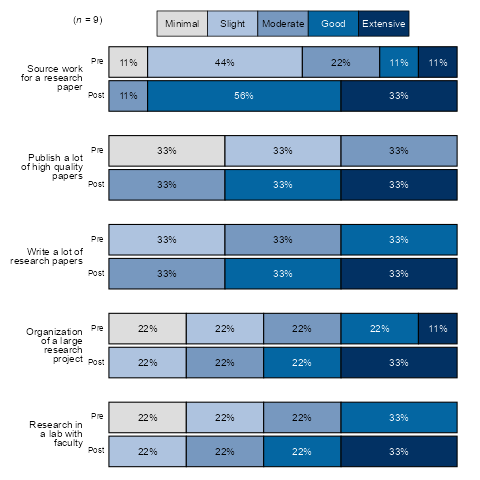 (n = 9)
Minimal Slight Moderate Good Extensive
Source work
for a research
paper
Pre 11% 44% 22% 11% 11%
Post 11% 56% 33%
Publish a lot
of high quality
papers
Pre 33% 33% 33%
Post 33% 33% 33%
Write a lot of
research papers
Pre 33% 33% 33%
Post 33% 33% 33%
Organization
of a large
research
project
Pre 22% 22% 22% 22% 11%
Post 22% 22% 22% 33%
Research in
a lab with
faculty
Pre 22% 22% 22% 33%
Post 22% 22% 22% 33%